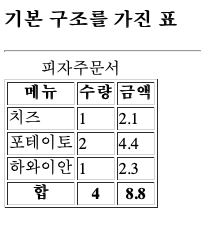 기본 구조를 가진 표
피자주문서
메뉴 수량 금액
치즈 1 2.1
포테이토 2 4.4
하와이안 1 2.3
합 4 8.8